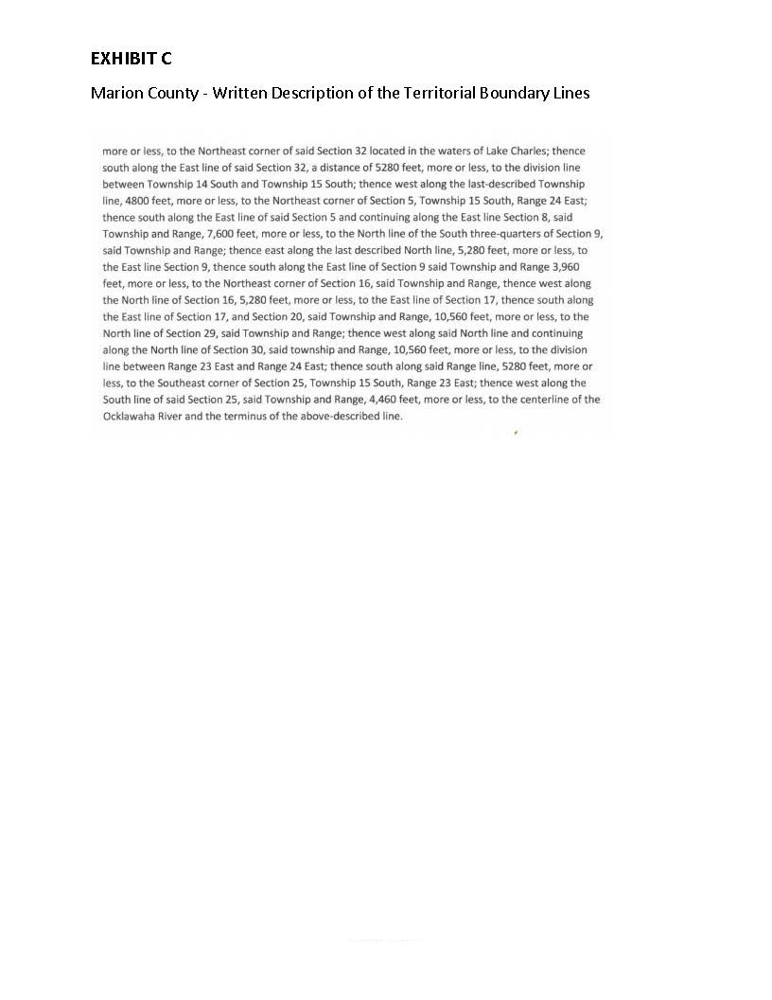 EXHIBIT C
Marion County - Written Description of the Territorial Boundary Lines
more or less, to the Northeast corner of said Section 32 located in the waters of Lake Charles; thence
south along the East line of said Section 32, a distance of 5280 feet, more or less, to the division line
between Township 14 South and Township 15 South; thence west along the last-described Township
line, 4800 feet, more or less, to the Northeast corner of Section 5, Township 15 South, Range 24 East;
thence south along the East line of said Section 5 and continuing along the East line Section 8, said
Township and Range, 7,600 feet, more or less, to the North line of the South three-quarters of Section 9,
said Township and Range; thence east along the last described North line, 5,280 feet, more or less, to
the East line Section 9, thence south along the East line of Section 9 said Township and Range 3,960
feet, more or less, to the Northeast corner of Section 16, said Township and Range, thence west along
the North line of Section 16, 5,280 feet, more or less, to the East line of Section 17, thence south along
the East line of Section 17, and Section 20, said Township and Range, 10,560 feet, more or less, to the
North line of Section 29, said Township and Range; thence west along said North line and continuing
along the North line of Section 30, said township and Range, 10,560 feet, more or less, to the division
line between Range 23 East and Range 24 East; thence south along said Range line, 5280 feet, more or
less, to the Southeast corner of Section 25, Township 15 South, Range 23 East; thence west along the
South line of said Section 25, said Township and Range, 4,460 feet, more or less, to the centerline of the
Ocklawaha River and the terminus of the above-described line.